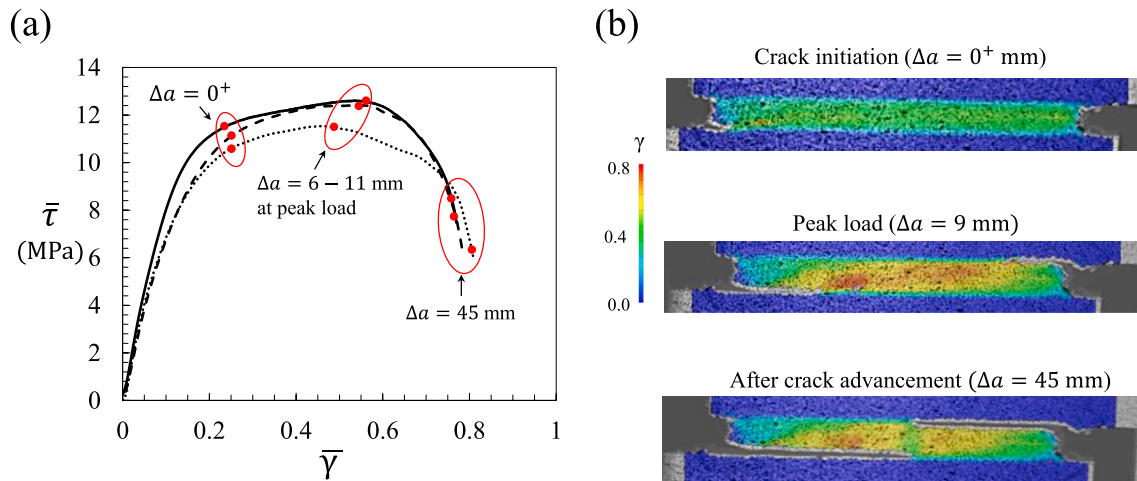 (a)
14
12
10
8
6
4
2
0
τ̅
(MPa)
Δa = 0⁺
Δa = 6 − 11 mm
at peak load
Δa = 45 mm
0 0.2 0.4 0.6 0.8 1
γ̅
(b)
Crack initiation (Δa = 0⁺ mm)
γ
0.8
0.4
0.0
Peak load (Δa = 9 mm)
After crack advancement (Δa = 45 mm)